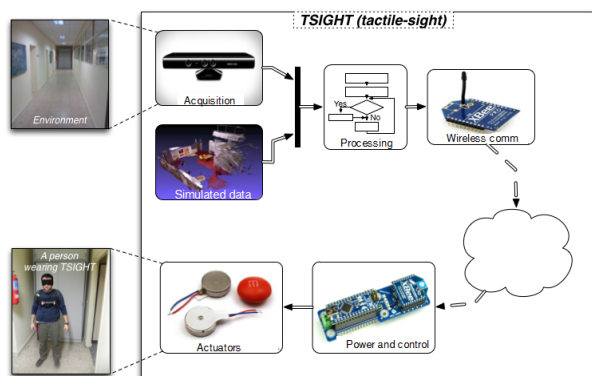 TSIGHT (tactile-sight)
Environment
Acquisition
Simulated data
Yes
No
Processing
XBee
Wireless comm
A person
wearing TSIGHT
m
Actuators
Power and control